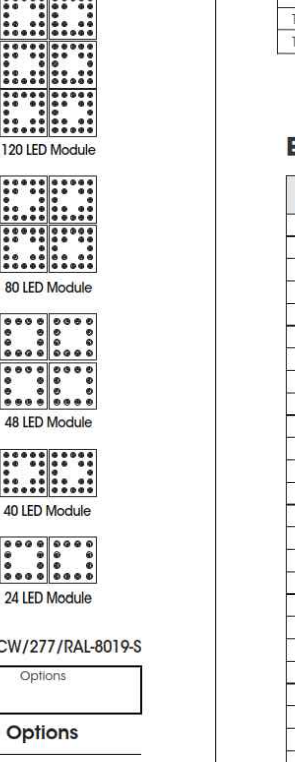 120 LED Module
80 LED Module
48 LED Module
40 LED Module
24 LED Module
CW/277/RAL-8019-S
Options
Options